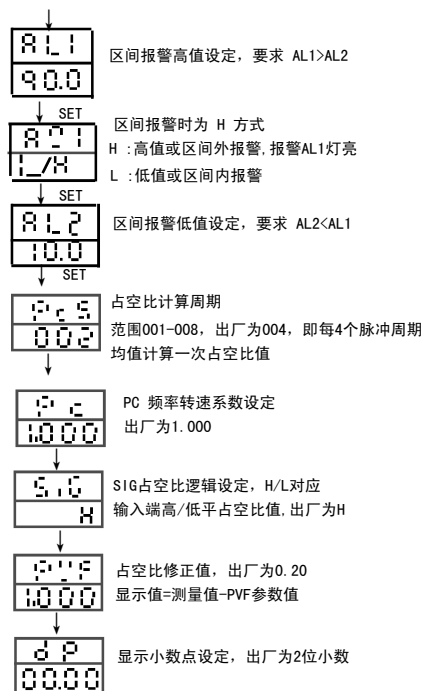 AL1
90.0
区间报警高值设定，要求 AL1>AL2
SET
L/H
区间报警时为 H 方式
H :高值或区间外报警,报警AL1灯亮
L :低值或区间内报警
SET
AL2
10.0
区间报警低值设定，要求 AL2<AL1
SET
PcS
002
占空比计算周期
范围001-008，出厂为004，即每4个脉冲周期
均值计算一次占空比值
Pc
1.000
PC 频率转速系数设定
出厂为1.000
SiG
H
SIG占空比逻辑设定，H/L对应
输入端高/低平占空比值,出厂为H
1.000
占空比修正值，出厂为0.20
显示值=测量值-PVF参数值
dP
00.00
显示小数点设定，出厂为2位小数